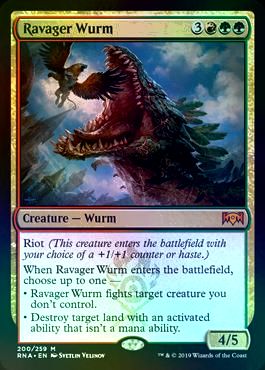 Ravager Wurm 3
Creature — Wurm
Riot (This creature enters the battlefield with
your choice of a +1/+1 counter or haste.)
When Ravager Wurm enters the battlefield,
choose up to one —
• Ravager Wurm fights target creature you
don't control.
• Destroy target land with an activated
ability that isn't a mana ability.
4/5
200/259 M
RNA • EN Svetlin Velinov
™ & © 2019 Wizards of the Coast